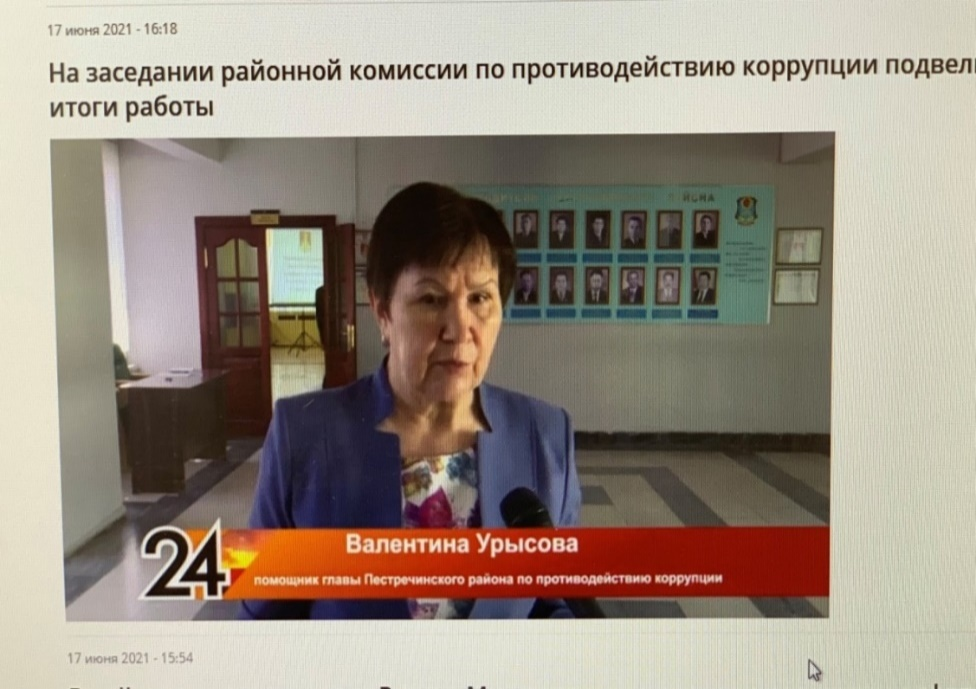 17 июня 2021 - 16:18
На заседании районной комиссии по противодействию коррупции подвел
итоги работы
24
Валентина Урысова
помощник главы Пестречинского района по противодействию коррупции
17 июня 2021 - 15:54